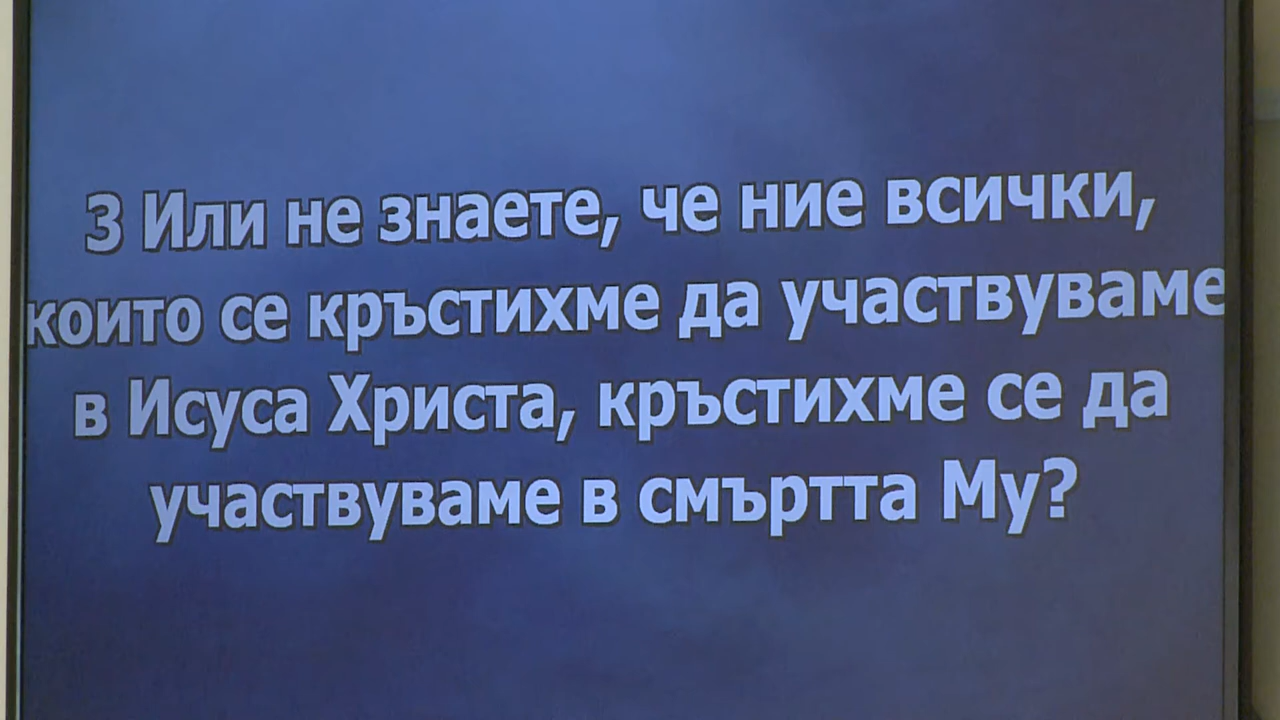 3 Или не знаете, че ние всички,
които се кръстихме да участвуваме
в Исуса Христа, кръстихме се да
участвуваме в смъртта Му?